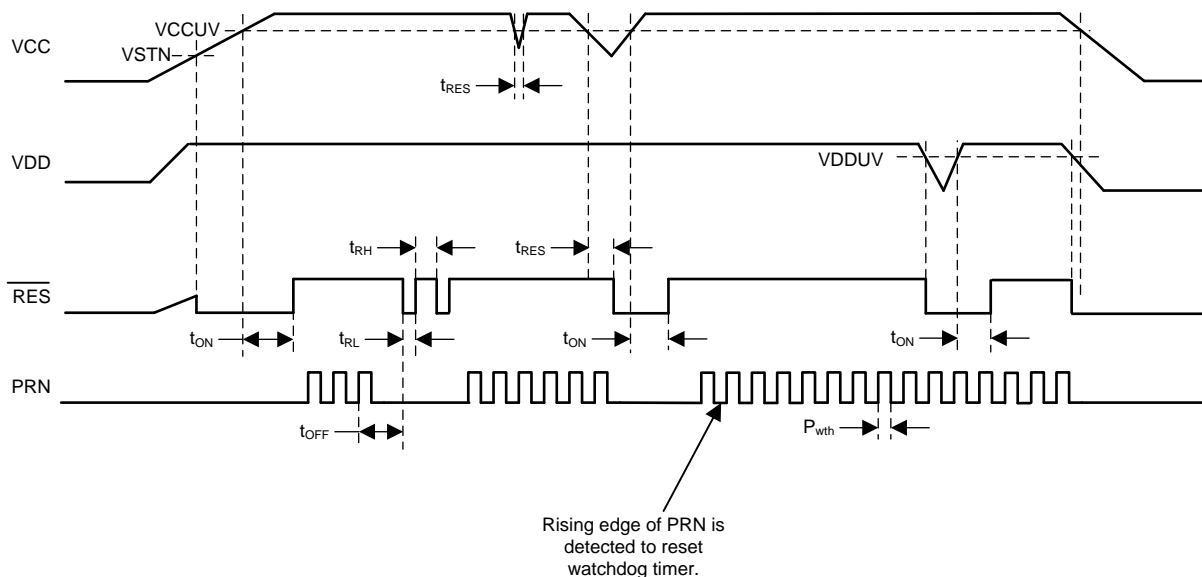 VCCUV
VCC
VSTN
tRES
VDD
VDDUV
tRH
tRES
RES
tON
tRL
tON
tON
PRN
tOFF
Pwth
Rising edge of PRN is
detected to reset
watchdog timer.